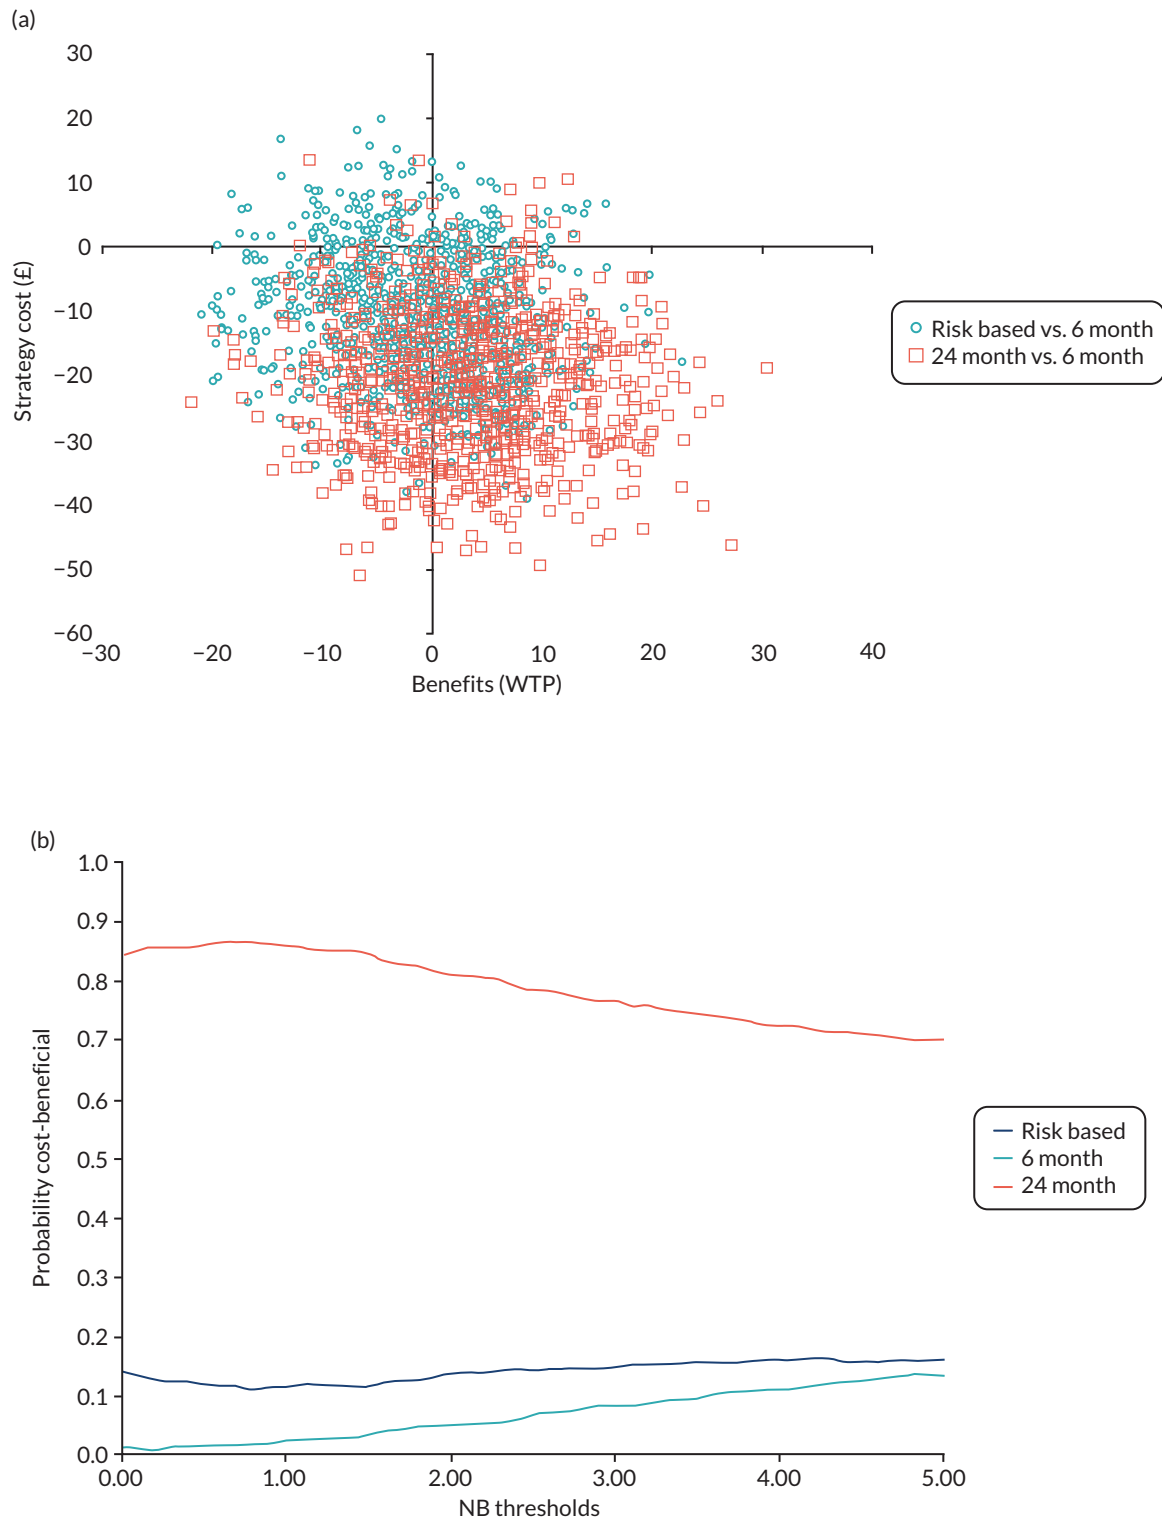 (a)
30
20
10
0
−10
−20
−30
−40
−50
−60
Strategy cost (£)
−30 −20 −10 0 10 20 30 40
Benefits (WTP)
Risk based vs. 6 month
24 month vs. 6 month
(b)
1.0
0.9
0.8
0.7
0.6
0.5
0.4
0.3
0.2
0.1
0.0
Probability cost-beneficial
0.00 1.00 2.00 3.00 4.00 5.00
NB thresholds
Risk based
6 month
24 month